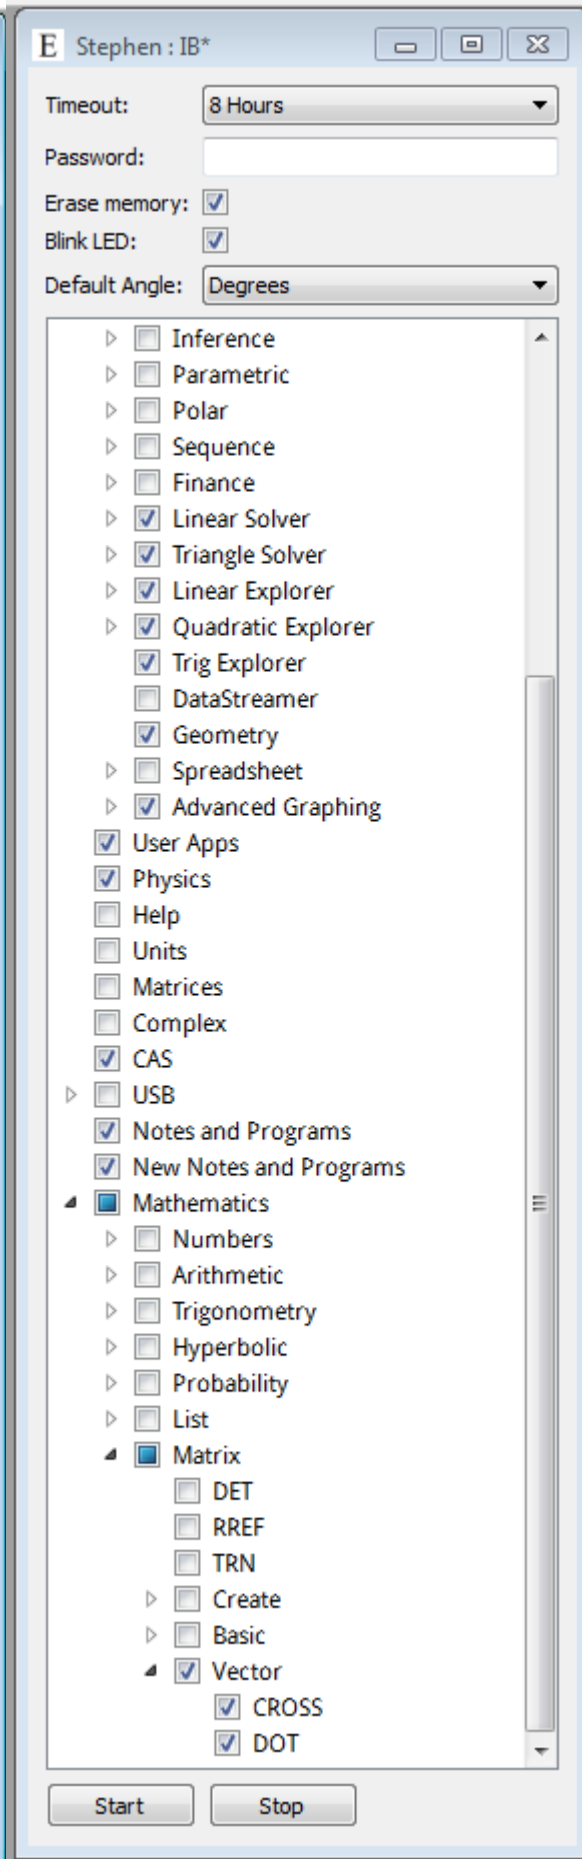 E Stephen : IB*
Timeout: 8 Hours
Password:
Erase memory:
Blink LED:
Default Angle: Degrees
Inference
Parametric
Polar
Sequence
Finance
Linear Solver
Triangle Solver
Linear Explorer
Quadratic Explorer
Trig Explorer
DataStreamer
Geometry
Spreadsheet
Advanced Graphing
User Apps
Physics
Help
Units
Matrices
Complex
CAS
USB
Notes and Programs
New Notes and Programs
Mathematics
Numbers
Arithmetic
Trigonometry
Hyperbolic
Probability
List
Matrix
DET
RREF
TRN
Create
Basic
Vector
CROSS
DOT
Start Stop